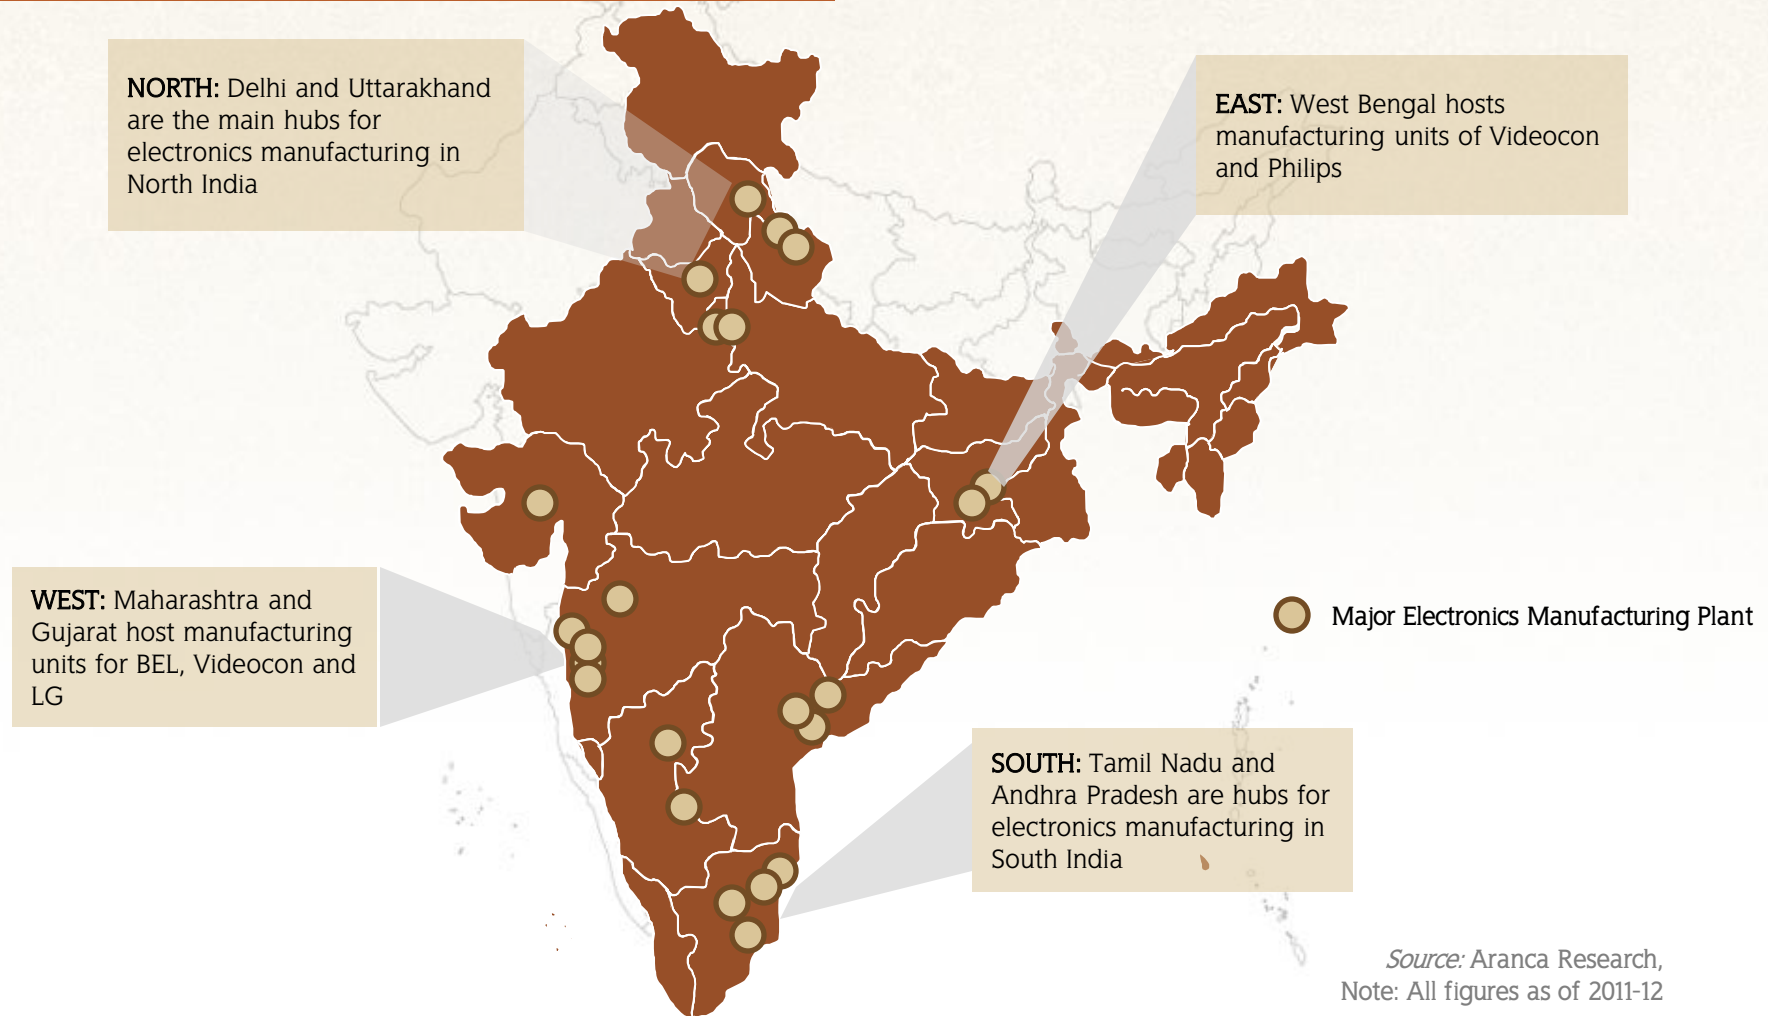 NORTH: Delhi and Uttarakhand
are the main hubs for
electronics manufacturing in
North India
EAST: West Bengal hosts
manufacturing units of Videocon
and Philips
WEST: Maharashtra and
Gujarat host manufacturing
units for BEL, Videocon and
LG
Major Electronics Manufacturing Plant
SOUTH: Tamil Nadu and
Andhra Pradesh are hubs for
electronics manufacturing in
South India
Source: Aranca Research,
Note: All figures as of 2011-12